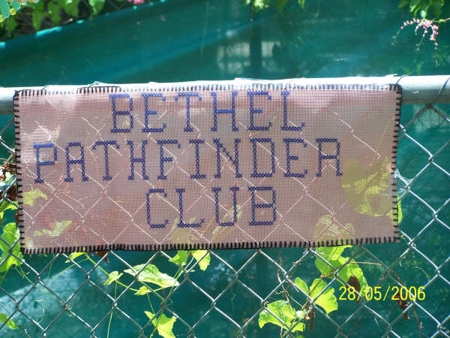 BETHEL
PATHFINDER
CLUB
28/05/2006